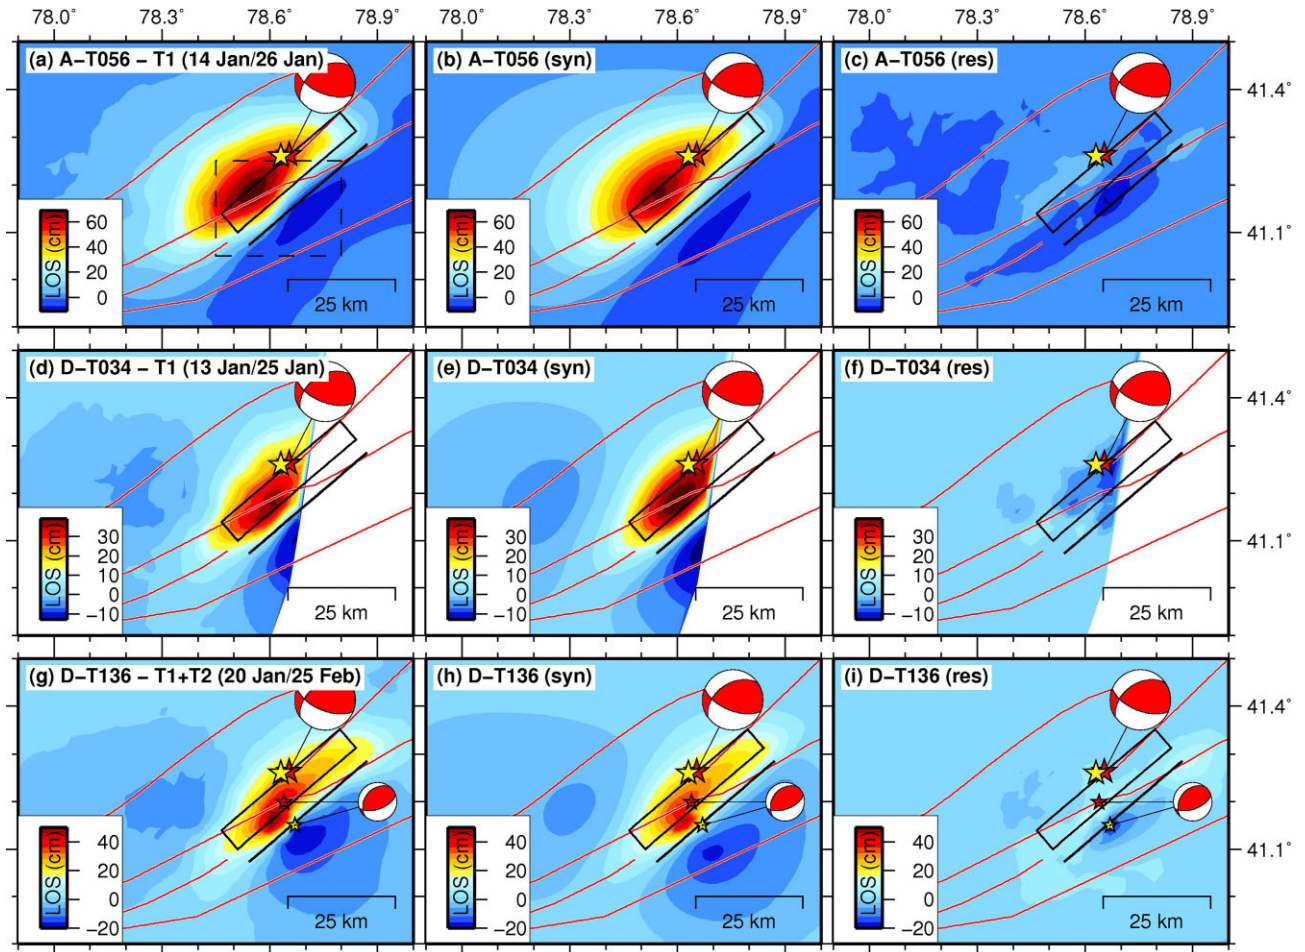 78.0° 78.3° 78.6° 78.9° 78.0° 78.3° 78.6° 78.9° 78.0° 78.3° 78.6° 78.9°
(a) A−T056 − T1 (14 Jan/26 Jan)
LOS (cm)
60
40
20
0
25 km
(b) A−T056 (syn)
LOS (cm)
60
40
20
0
25 km
(c) A−T056 (res)
LOS (cm)
60
40
20
0
25 km
41.4°
41.1°
(d) D−T034 − T1 (13 Jan/25 Jan)
LOS (cm)
30
20
10
0
−10
25 km
(e) D−T034 (syn)
LOS (cm)
30
20
10
0
−10
25 km
(f) D−T034 (res)
LOS (cm)
30
20
10
0
−10
25 km
41.4°
41.1°
(g) D−T136 − T1+T2 (20 Jan/25 Feb)
LOS (cm)
40
20
0
−20
25 km
(h) D−T136 (syn)
LOS (cm)
40
20
0
−20
25 km
(i) D−T136 (res)
LOS (cm)
40
20
0
−20
25 km
41.4°
41.1°